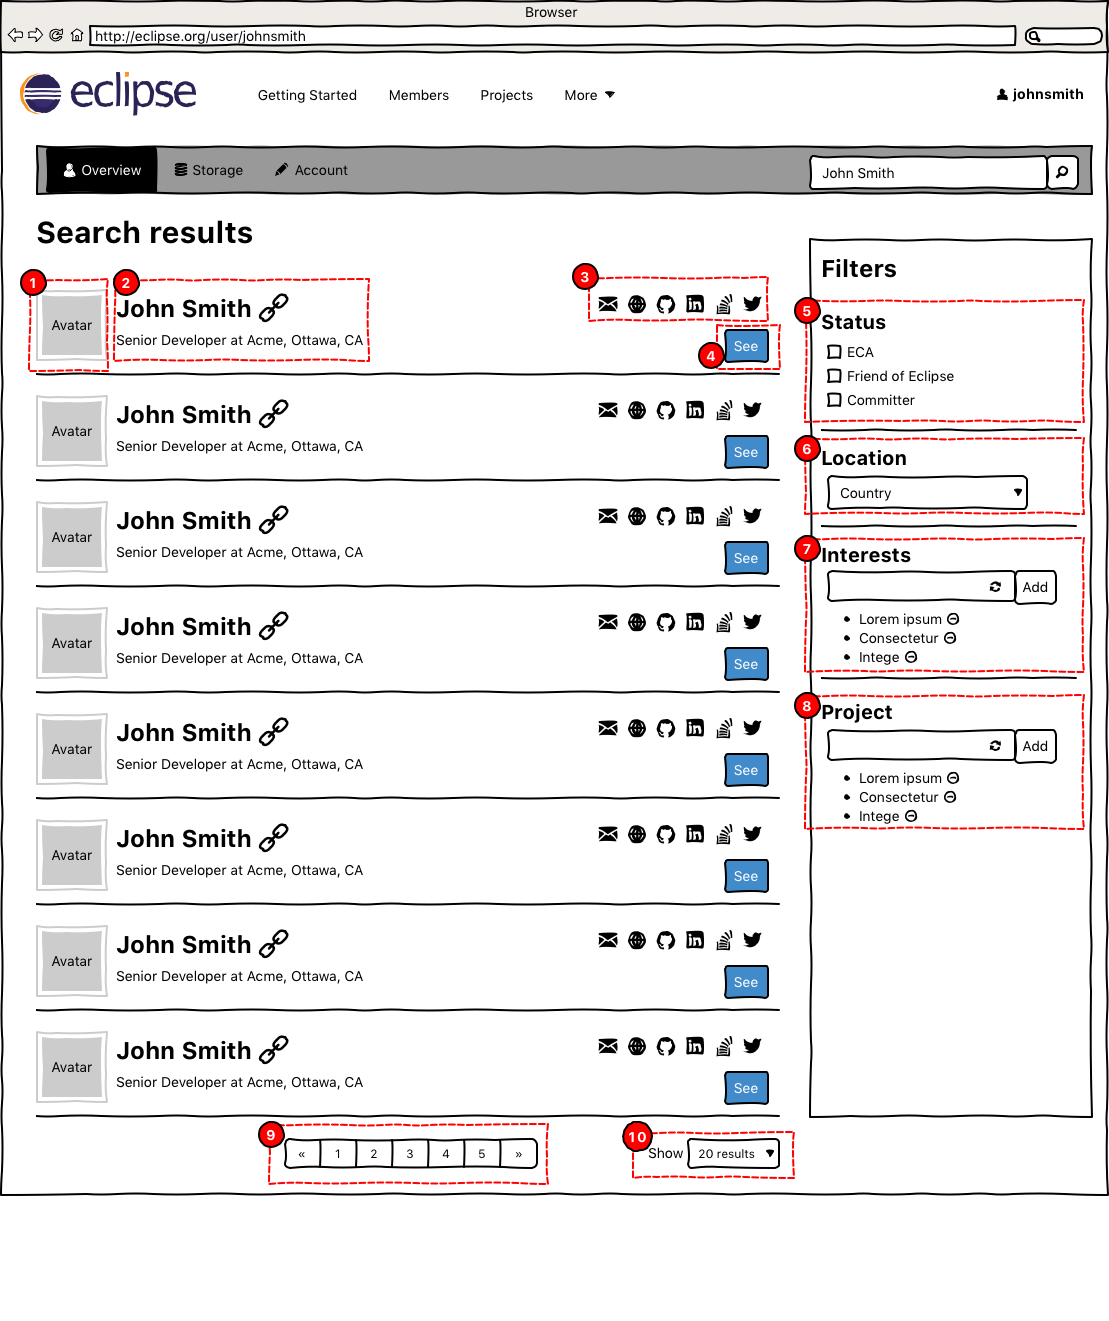 Browser
http://eclipse.org/user/johnsmith
eclipse
Getting Started Members Projects More johnsmith
Overview Storage Account John Smith
Search results
1 Avatar
2 John Smith
Senior Developer at Acme, Ottawa, CA
3
4 See
Avatar
John Smith
Senior Developer at Acme, Ottawa, CA
See
Avatar
John Smith
Senior Developer at Acme, Ottawa, CA
See
Avatar
John Smith
Senior Developer at Acme, Ottawa, CA
See
Avatar
John Smith
Senior Developer at Acme, Ottawa, CA
See
Avatar
John Smith
Senior Developer at Acme, Ottawa, CA
See
Avatar
John Smith
Senior Developer at Acme, Ottawa, CA
See
Avatar
John Smith
Senior Developer at Acme, Ottawa, CA
See
Filters
5 Status
ECA
Friend of Eclipse
Committer
6 Location
Country
7 Interests
Add
• Lorem ipsum
• Consectetur
• Intege
8 Project
Add
• Lorem ipsum
• Consectetur
• Intege
9
« 1 2 3 4 5 »
10
Show 20 results